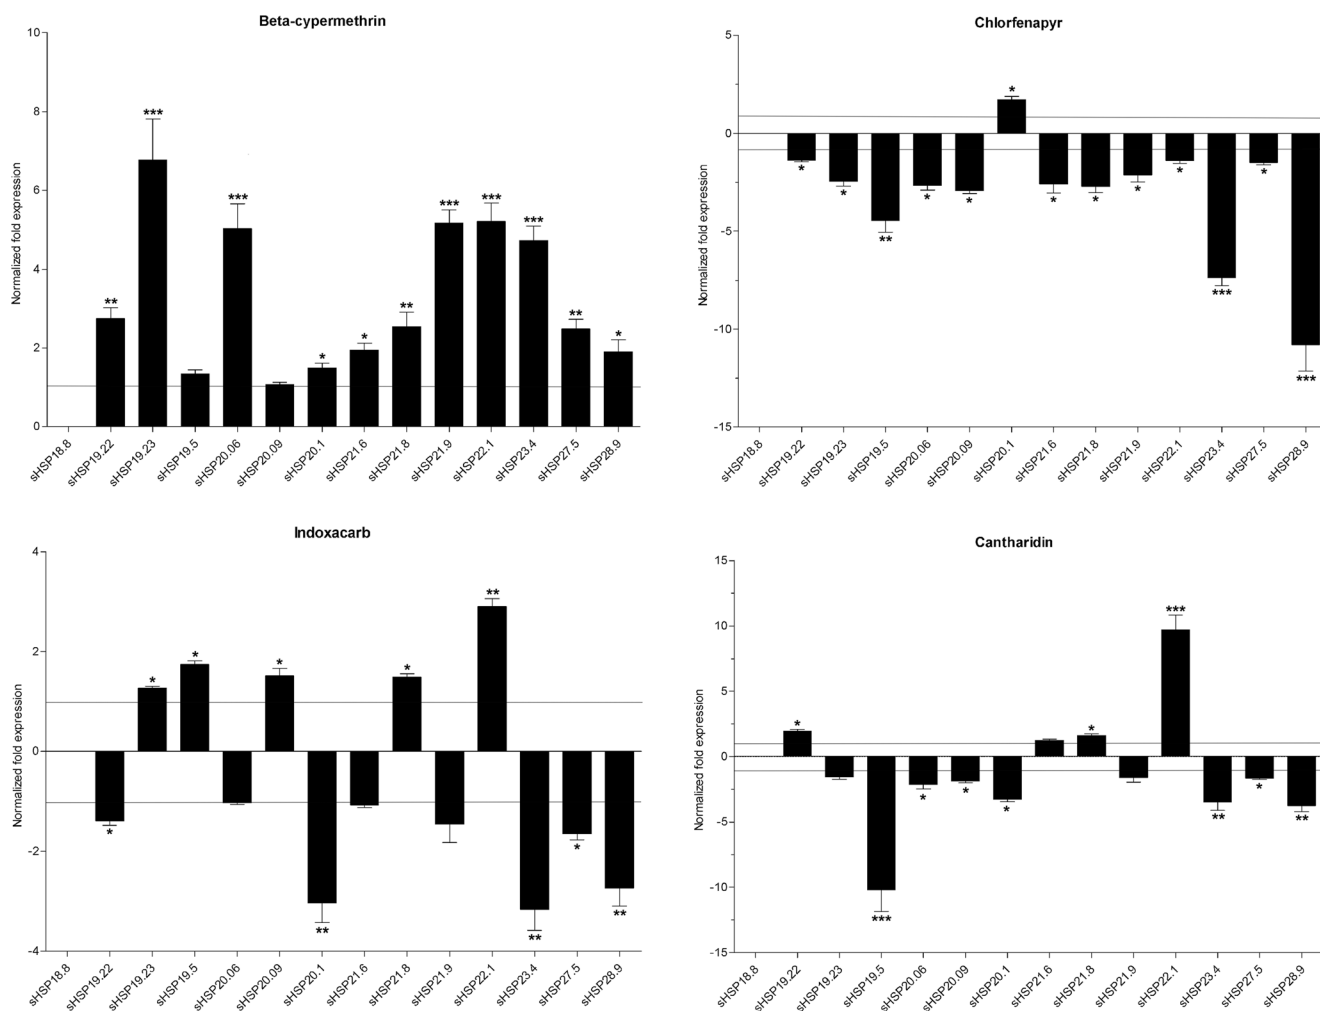 Beta-cypermethrin
Normalized fold expression
10
8
6
4
2
0
***
***
***
***
***
**
**
**
*
*
*
sHSP18.8
sHSP19.22
sHSP19.23
sHSP19.5
sHSP20.06
sHSP20.09
sHSP20.1
sHSP21.6
sHSP21.8
sHSP21.9
sHSP22.1
sHSP23.4
sHSP27.5
sHSP28.9
Chlorfenapyr
Normalized fold expression
5
0
-5
-10
-15
*
*
*
**
*
*
*
*
*
*
***
*
***
sHSP18.8
sHSP19.22
sHSP19.23
sHSP19.5
sHSP20.06
sHSP20.09
sHSP20.1
sHSP21.6
sHSP21.8
sHSP21.9
sHSP22.1
sHSP23.4
sHSP27.5
sHSP28.9
Indoxacarb
Normalized fold expression
4
2
0
-2
-4
*
*
*
*
**
*
**
**
*
**
sHSP18.8
sHSP19.22
sHSP19.23
sHSP19.5
sHSP20.06
sHSP20.09
sHSP20.1
sHSP21.6
sHSP21.8
sHSP21.9
sHSP22.1
sHSP23.4
sHSP27.5
sHSP28.9
Cantharidin
Normalized fold expression
15
10
5
0
-5
-10
-15
*
***
*
*
*
*
***
**
*
**
sHSP18.8
sHSP19.22
sHSP19.23
sHSP19.5
sHSP20.06
sHSP20.09
sHSP20.1
sHSP21.6
sHSP21.8
sHSP21.9
sHSP22.1
sHSP23.4
sHSP27.5
sHSP28.9